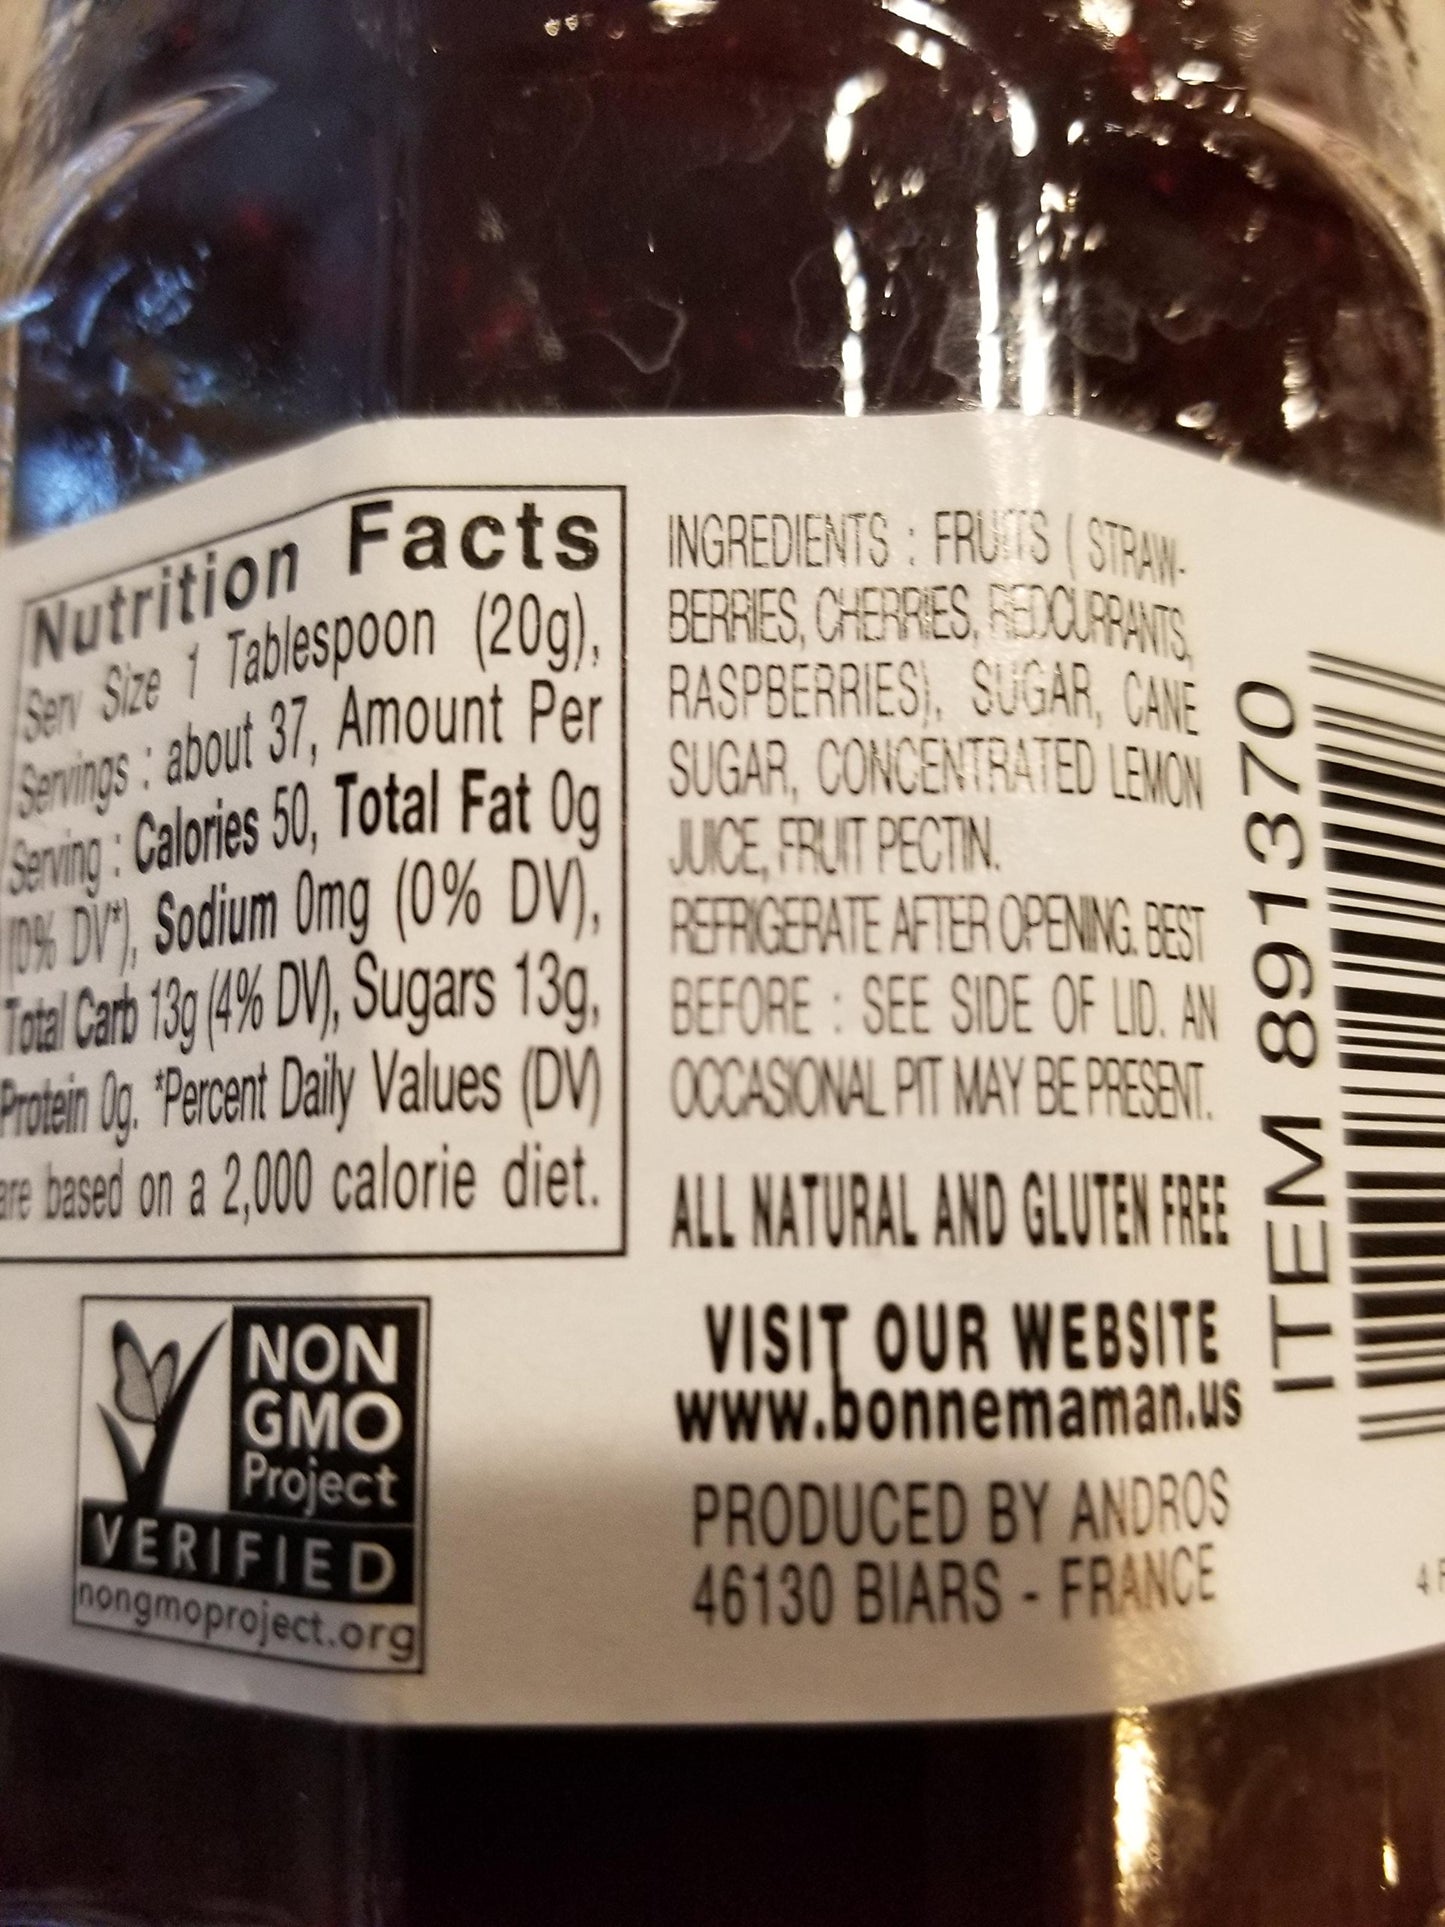 Nutrition Facts
Serv Size 1 Tablespoon (20g),
Servings : about 37, Amount Per
Serving : Calories 50, Total Fat 0g
(0% DV*), Sodium 0mg (0% DV),
Total Carb 13g (4% DV), Sugars 13g,
Protein 0g. *Percent Daily Values (DV)
are based on a 2,000 calorie diet.
NON
GMO
Project
VERIFIED
nongmoproject.org
INGREDIENTS : FRUITS ( STRAW-
BERRIES, CHERRIES, REDCURRANTS,
RASPBERRIES), SUGAR, CANE
SUGAR, CONCENTRATED LEMON
JUICE, FRUIT PECTIN.
REFRIGERATE AFTER OPENING. BEST
BEFORE : SEE SIDE OF LID. AN
OCCASIONAL PIT MAY BE PRESENT.
ALL NATURAL AND GLUTEN FREE
VISIT OUR WEBSITE
www.bonnemaman.us
PRODUCED BY ANDROS
46130 BIARS - FRANCE
ITEM 891370